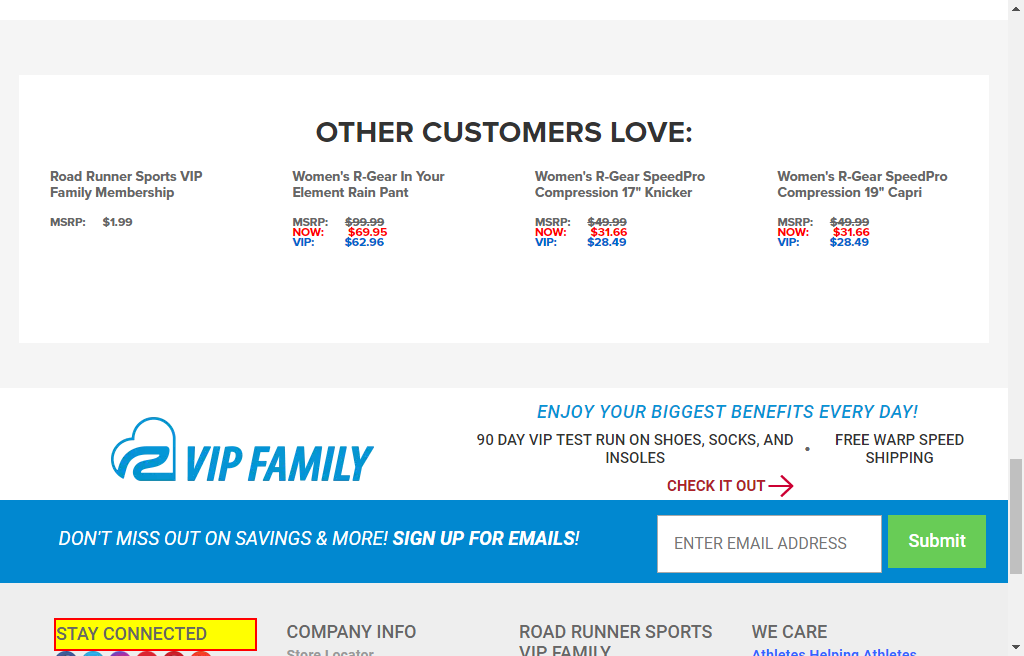 OTHER CUSTOMERS LOVE:
Road Runner Sports VIP
Family Membership
MSRP: $1.99
Women's R-Gear In Your
Element Rain Pant
MSRP: $99.99
NOW: $69.95
VIP: $62.96
Women's R-Gear SpeedPro
Compression 17" Knicker
MSRP: $49.99
NOW: $31.66
VIP: $28.49
Women's R-Gear SpeedPro
Compression 19" Capri
MSRP: $49.99
NOW: $31.66
VIP: $28.49
VIP FAMILY
ENJOY YOUR BIGGEST BENEFITS EVERY DAY!
90 DAY VIP TEST RUN ON SHOES, SOCKS, AND
INSOLES
•
FREE WARP SPEED
SHIPPING
CHECK IT OUT
DON'T MISS OUT ON SAVINGS & MORE! SIGN UP FOR EMAILS!
ENTER EMAIL ADDRESS
Submit
STAY CONNECTED
COMPANY INFO
Store Locator
ROAD RUNNER SPORTS
VIP FAMILY
WE CARE
Athletes Helping Athletes